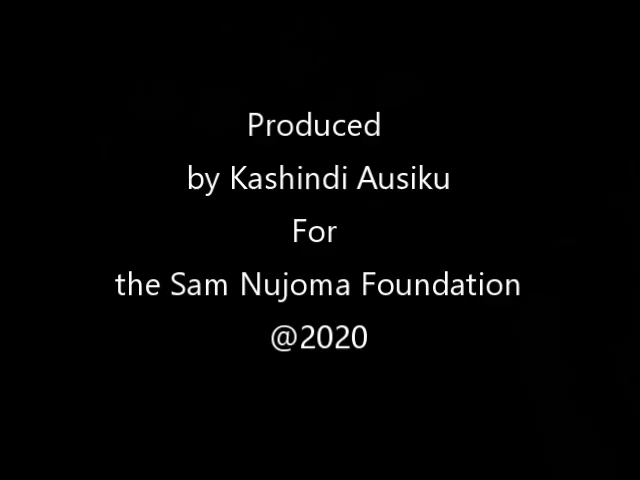 Produced
by Kashindi Ausiku
For
the Sam Nujoma Foundation
@2020